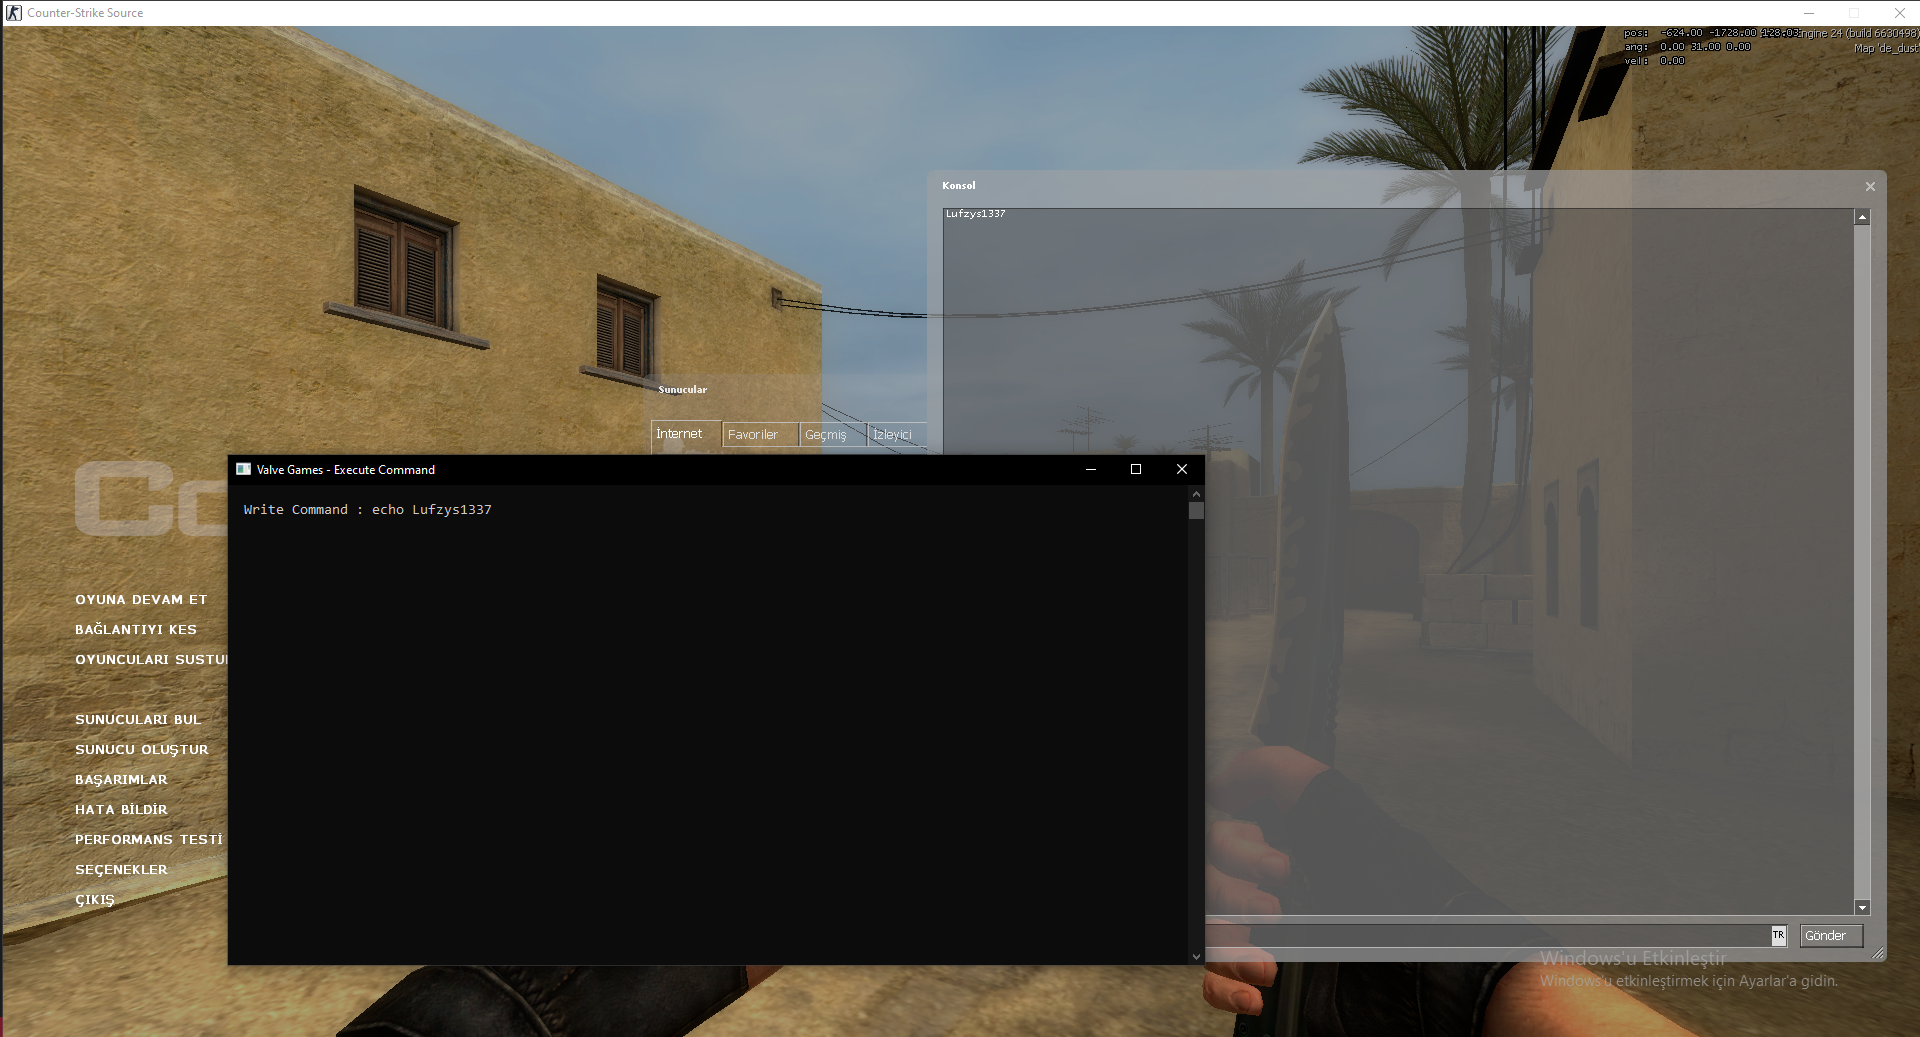 Counter-Strike Source
pos: -624.00 -1728.00 128.03
ngine 24 (build 6630498)
ang: 0.00 31.00 0.00
Map 'de_dust'
vel: 0.00
Konsol
Lufzys1337
Sunucular
İnternet
Favoriler
Geçmiş
İzleyici
Valve Games - Execute Command
Write Command : echo Lufzys1337
OYUNA DEVAM ET
BAĞLANTIYI KES
OYUNCULARI SUSTU
SUNUCULARI BUL
SUNUCU OLUŞTUR
BAŞARIMLAR
HATA BİLDİR
PERFORMANS TESTİ
SEÇENEKLER
ÇIKIŞ
TR
Gönder
Windows'u Etkinleştir
Windows'u etkinleştirmek için Ayarlar'a gidin.